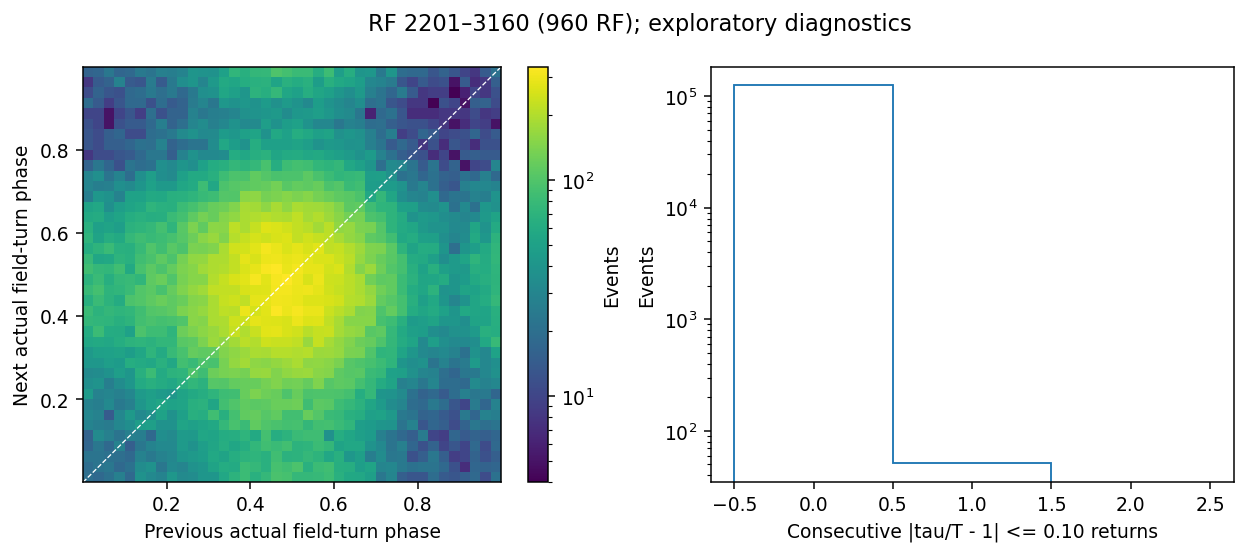 RF 2201–3160 (960 RF); exploratory diagnostics
Next actual field-turn phase
0.8
0.6
0.4
0.2
0.2 0.4 0.6 0.8
Previous actual field-turn phase
10²
10¹
Events
Events
10⁵
10⁴
10³
10²
−0.5 0.0 0.5 1.0 1.5 2.0 2.5
Consecutive |tau/T - 1| <= 0.10 returns